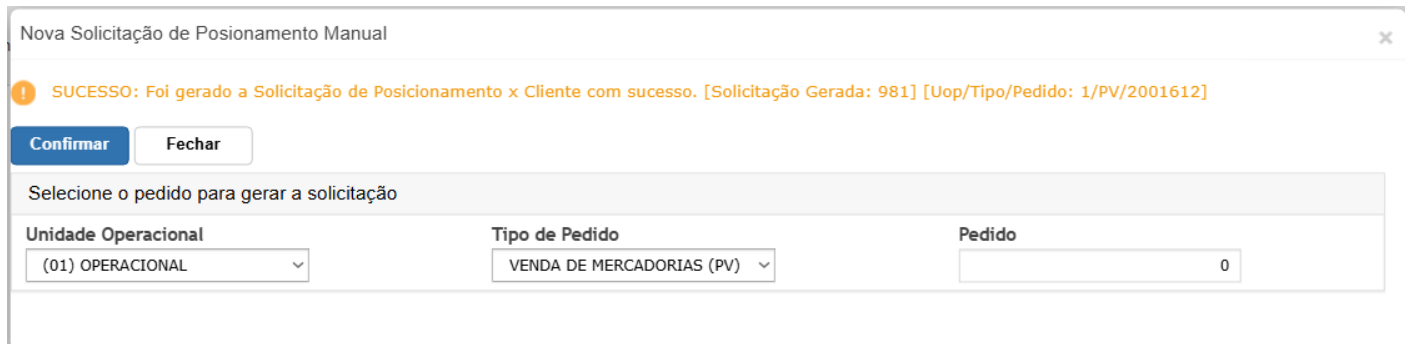 Nova Solicitação de Posionamento Manual
SUCESSO: Foi gerado a Solicitação de Posicionamento x Cliente com sucesso. [Solicitação Gerada: 981] [Uop/Tipo/Pedido: 1/PV/2001612]
Confirmar Fechar
Selecione o pedido para gerar a solicitação
Unidade Operacional Tipo de Pedido Pedido
(01) OPERACIONAL VENDA DE MERCADORIAS (PV) 0